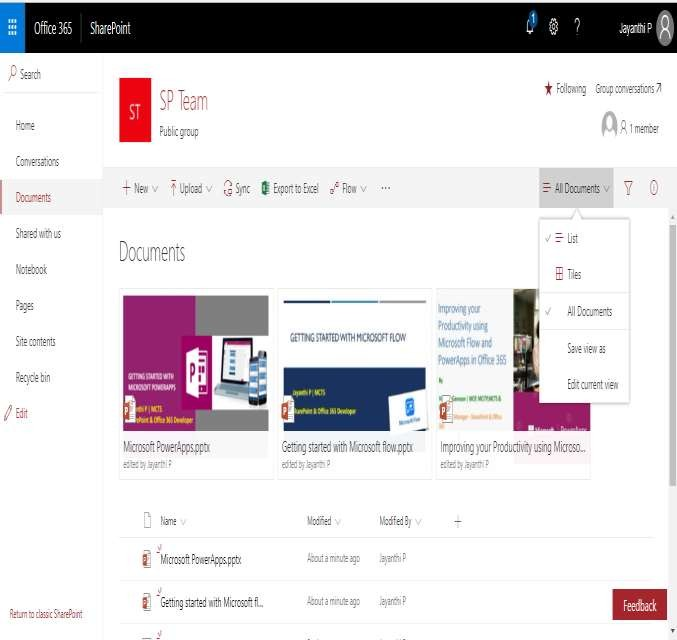 Office 365 SharePoint
1
?
Jayanthi P
Search
Home
Conversations
Documents
Shared with us
Notebook
Pages
Site contents
Recycle bin
Edit
Return to classic SharePoint
ST
SP Team
Public group
Following Group conversations
1 member
New Upload Sync Export to Excel Flow ...
All Documents
List
Tiles
All Documents
Save view as
Edit current view
Documents
GETTING STARTED WITH
MICROSOFT POWERAPPS
P
Jayanthi P | MCTS
SharePoint & Office 365 Developer
Microsoft PowerApps.pptx
edited by Jayanthi P
GETTING STARTED WITH MICROSOFT FLOW
Jayanthi P | MCTS
SharePoint & Office 365 Developer
Getting started with Microsoft flow.pptx
edited by Jayanthi P
Improving your
Productivity using
Microsoft Flow and
PowerApps in Office 365
By
Improving your Productivity using Microso...
edited by Jayanthi P
Name Modified Modified By
Microsoft PowerApps.pptx About a minute ago Jayanthi P
Getting started with Microsoft fl... About a minute ago Jayanthi P
Feedback